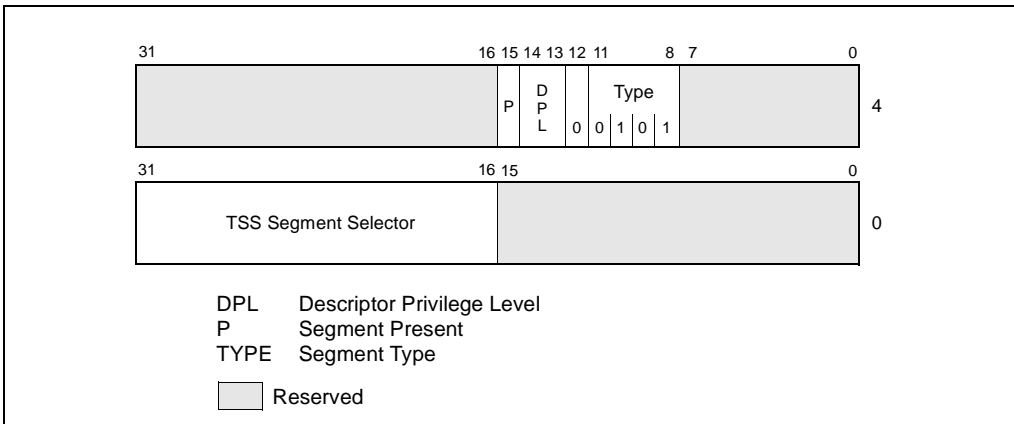 31 16 15 14 13 12 11 8 7 0
P D P L 0 Type 0 1 0 1 4
31 16 15 0
TSS Segment Selector 0
DPL Descriptor Privilege Level
P Segment Present
TYPE Segment Type
Reserved